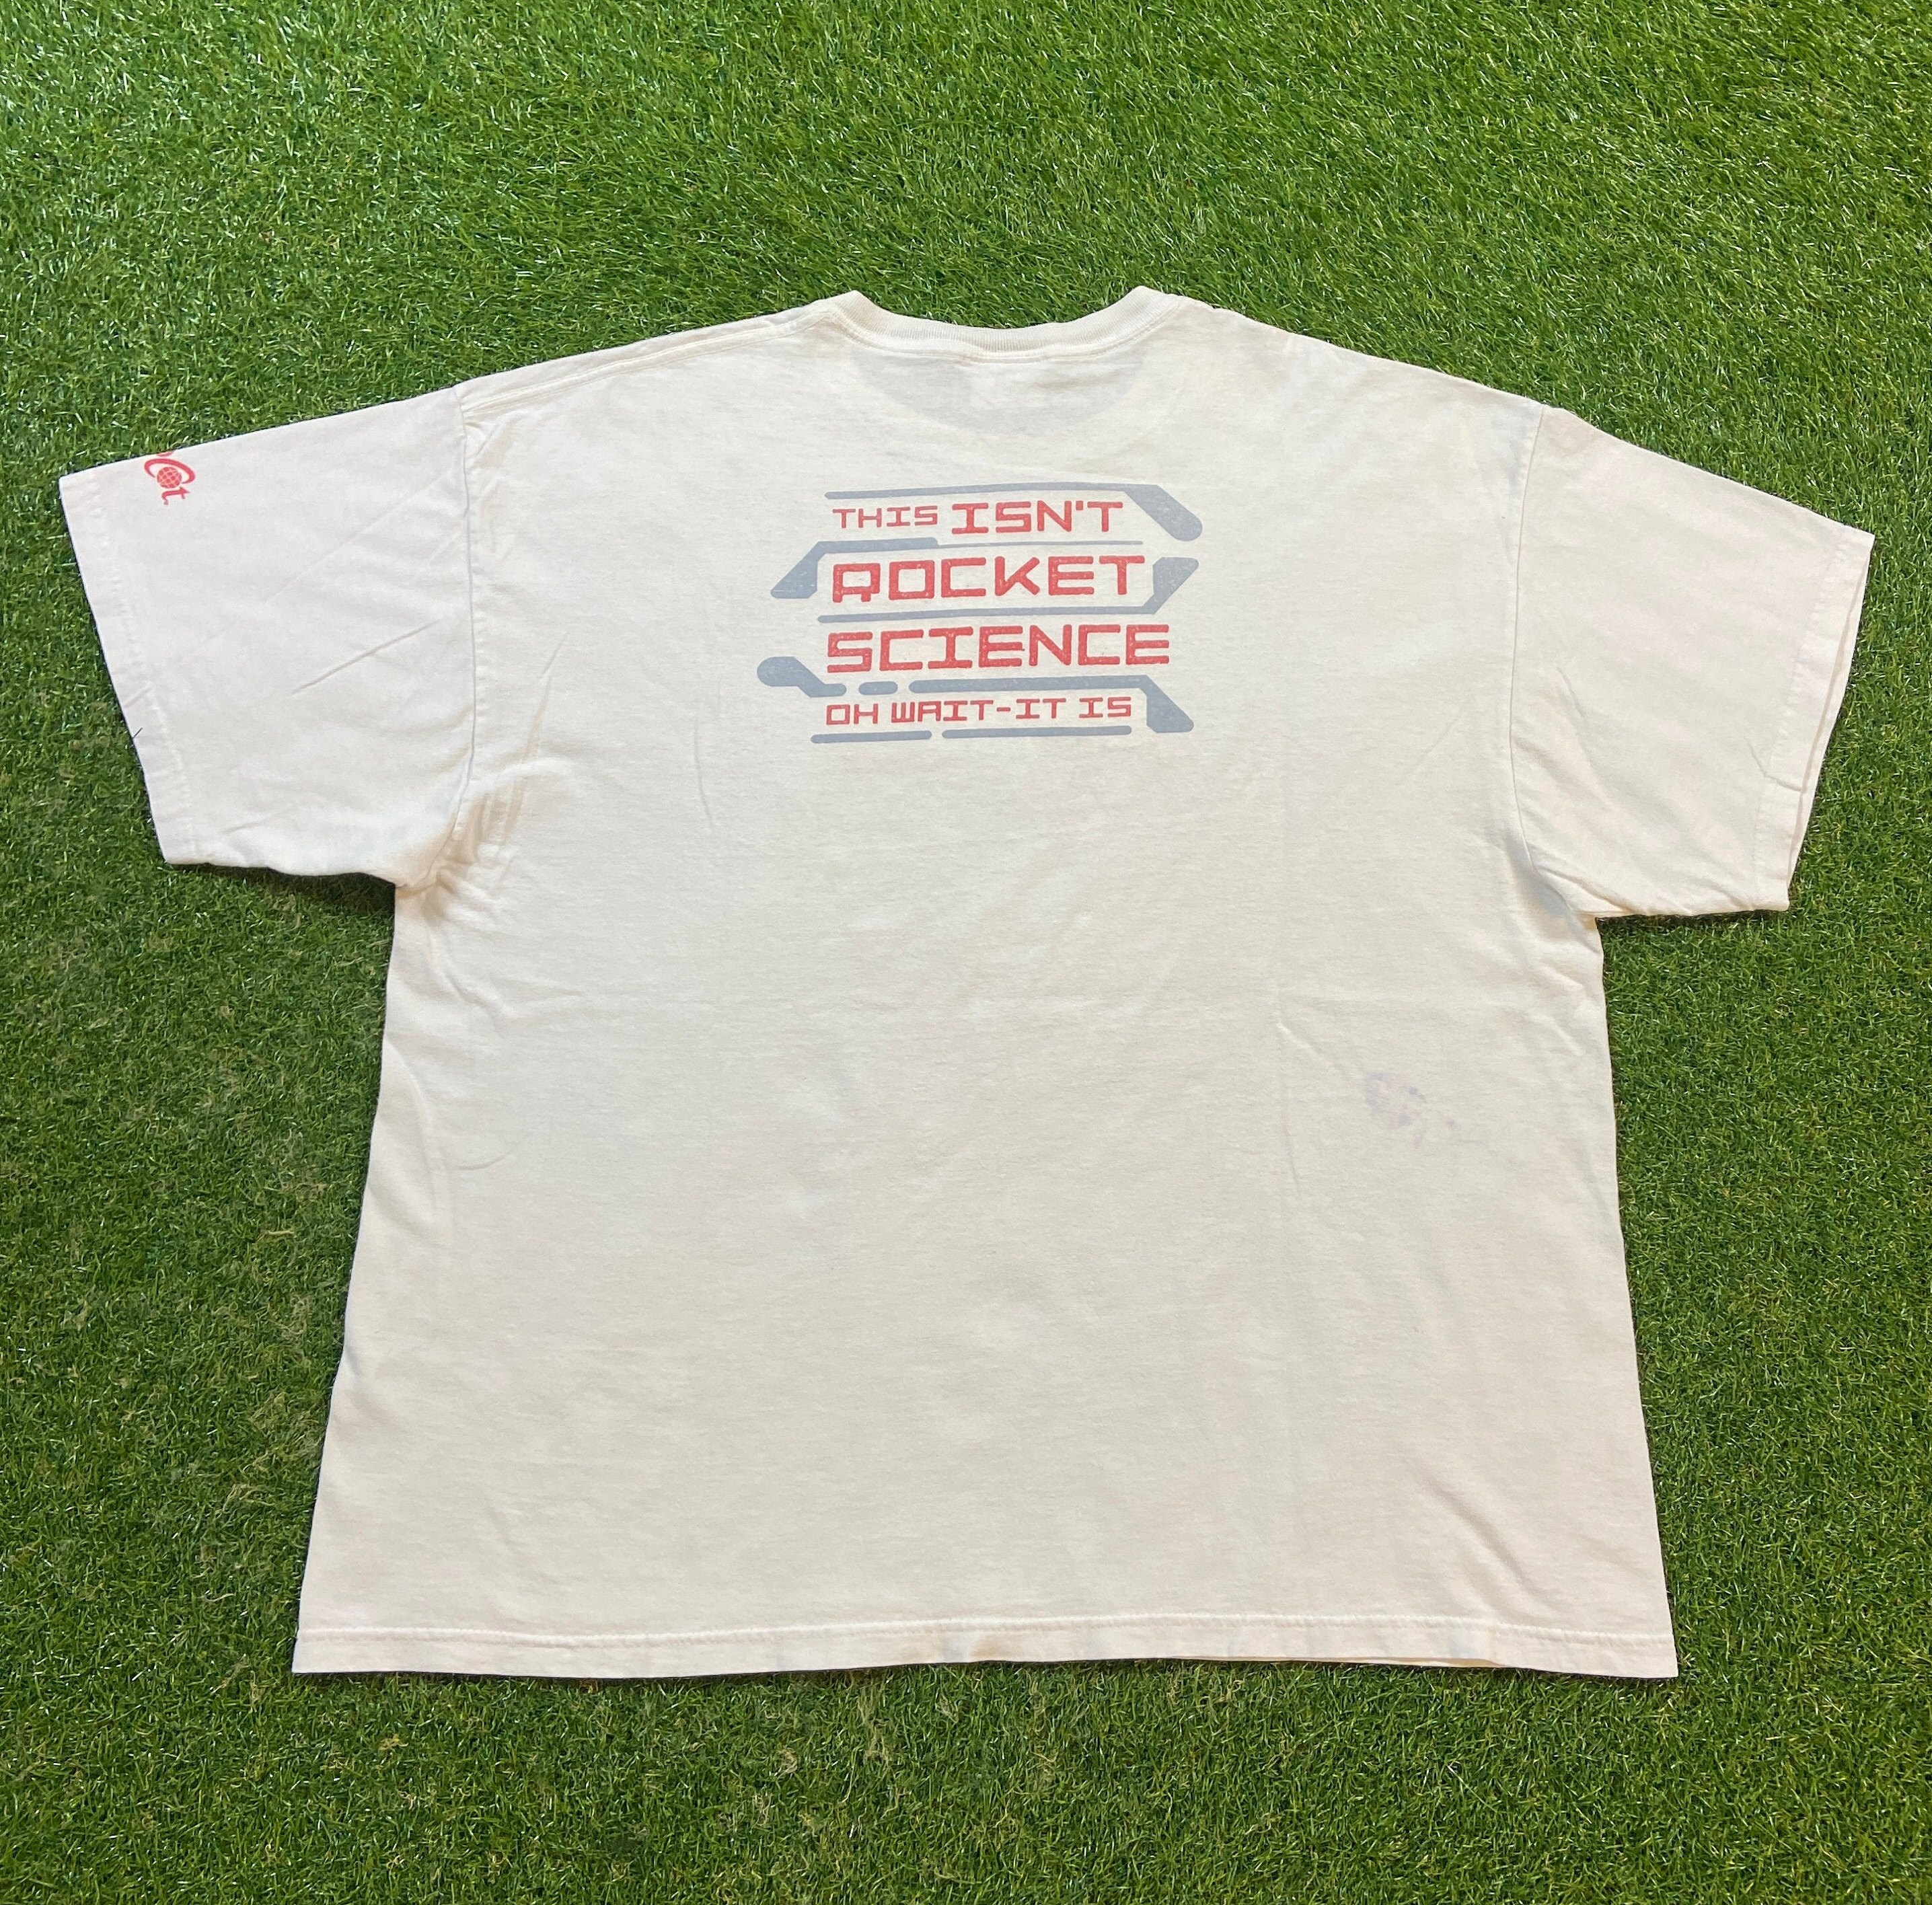 THIS ISN'T
ROCKET
SCIENCE
OH WAIT-IT IS